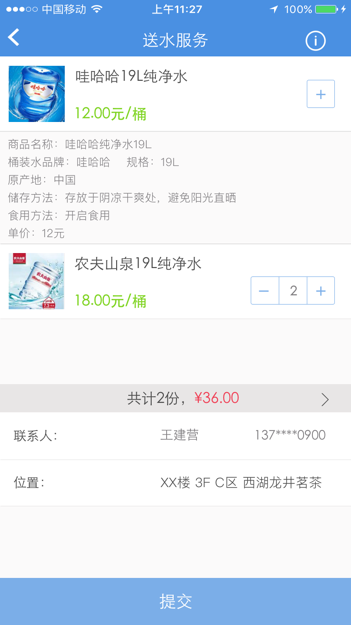 中国移动 上午11:27 100%
送水服务
哇哈哈19L纯净水
12.00元/桶
商品名称：哇哈哈纯净水19L
桶装水品牌：哇哈哈 规格：19L
原产地：中国
储存方法：存放于阴凉干爽处，避免阳光直晒
食用方法：开启食用
单价：12元
农夫山泉19L纯净水
18.00元/桶
2
共计2份，¥36.00
联系人： 王建营 137****0900
位置： XX楼 3F C区 西湖龙井茗茶
提交